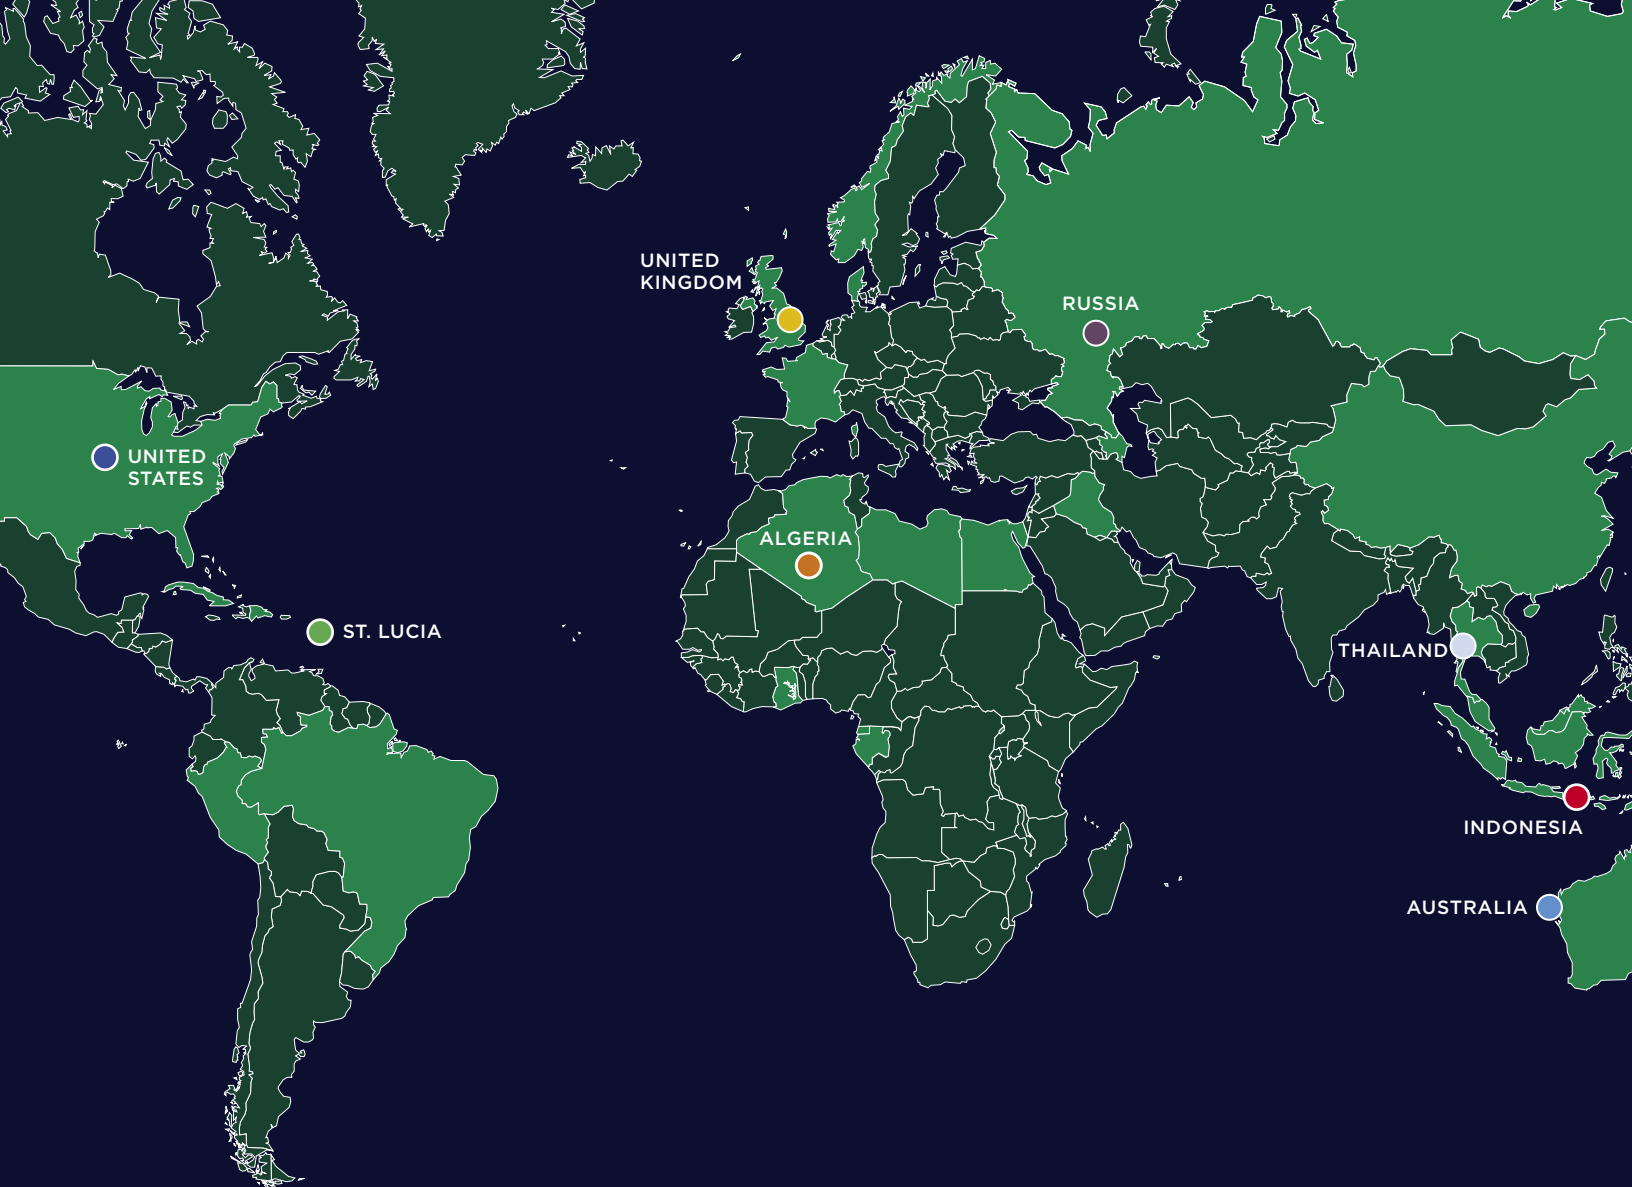 UNITED
KINGDOM
RUSSIA
UNITED
STATES
ALGERIA
ST. LUCIA
THAILAND
INDONESIA
AUSTRALIA